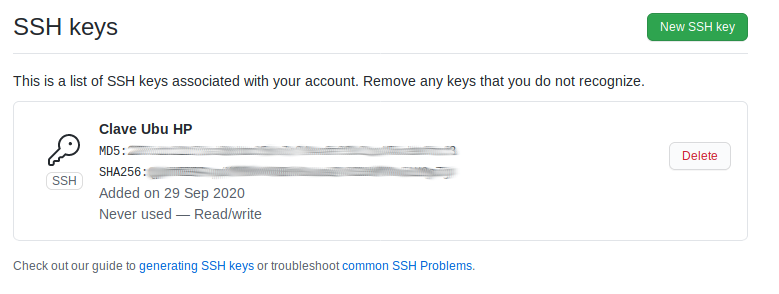 SSH keys
New SSH key
This is a list of SSH keys associated with your account. Remove any keys that you do not recognize.
Clave Ubu HP
MD5:
SHA256:
SSH
Delete
Added on 29 Sep 2020
Never used — Read/write
Check out our guide to generating SSH keys or troubleshoot common SSH Problems.